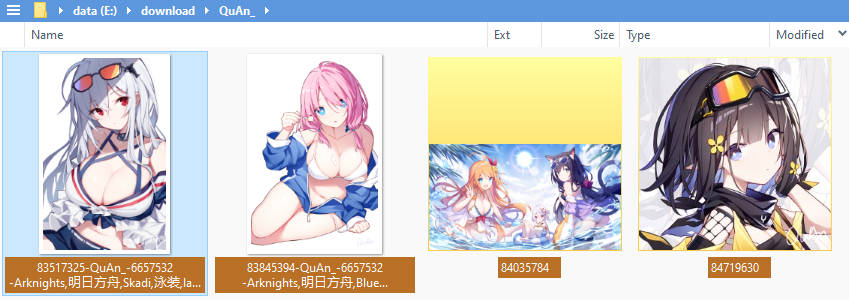 data (E:) download QuAn_
Name Ext Size Type Modified
83517325-QuAn_-6657532
-Arknights,明日方舟,Skadi,泳装,la...
83845394-QuAn_-6657532
-Arknights,明日方舟,Blue...
84035784
84719630